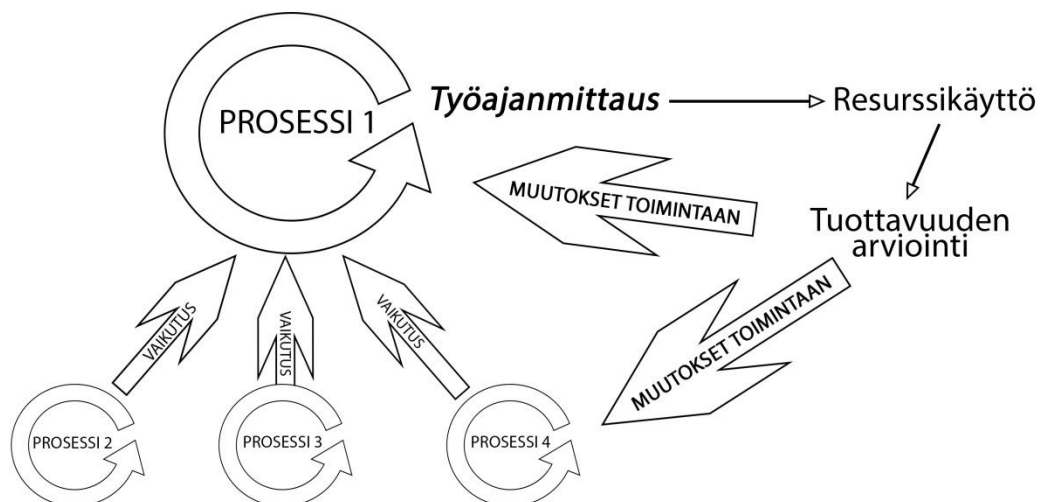 PROSESSI 1
Työajanmittaus
Resurssikäyttö
MUUTOKSET TOIMINTAAN
Tuottavuuden
arviointi
MUUTOKSET TOIMINTAAN
VAIKUTUS
VAIKUTUS
VAIKUTUS
PROSESSI 2
PROSESSI 3
PROSESSI 4